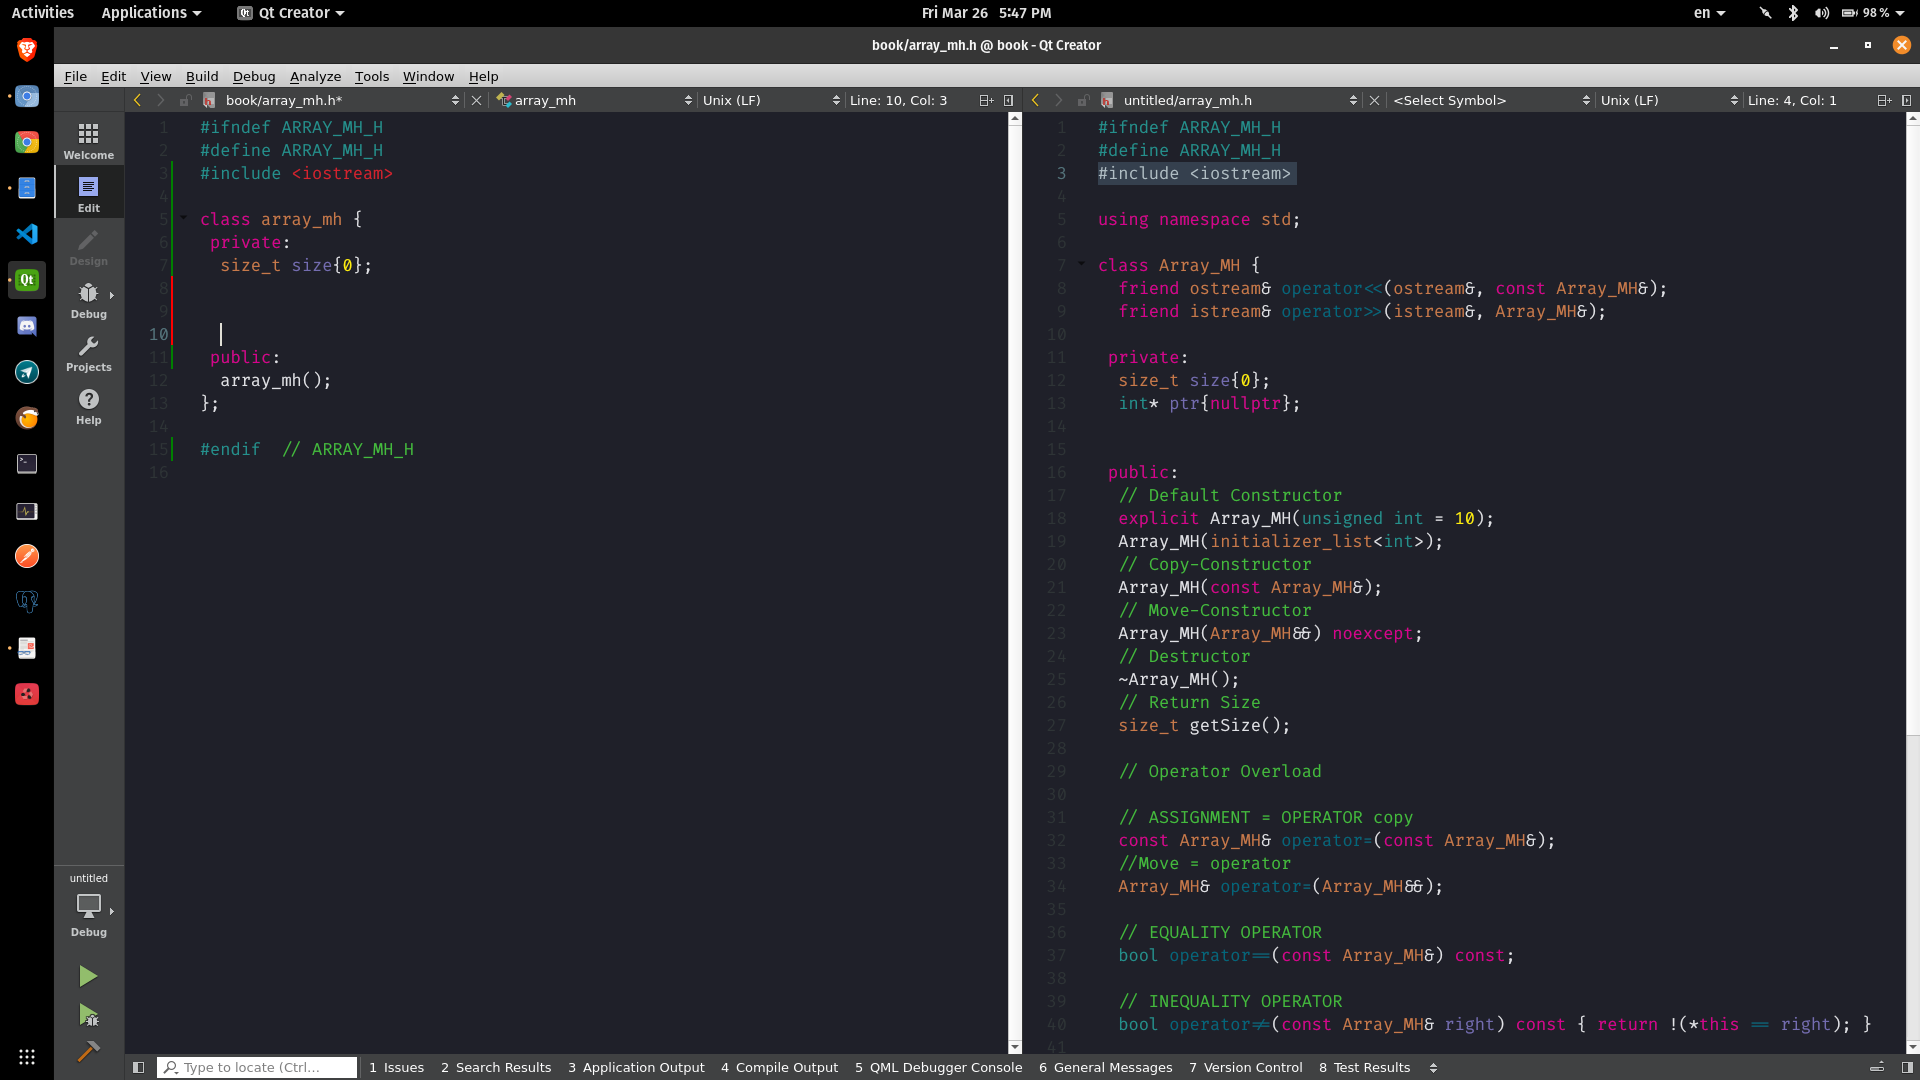 Activities Applications Qt Creator Fri Mar 26 5:47 PM en 98 %
book/array_mh.h @ book - Qt Creator
File Edit View Build Debug Analyze Tools Window Help
book/array_mh.h* array_mh Unix (LF) Line: 10, Col: 3
untitled/array_mh.h <Select Symbol> Unix (LF) Line: 4, Col: 1
Welcome
Edit
Design
Debug
Projects
Help
untitled
Debug
1 #ifndef ARRAY_MH_H
2 #define ARRAY_MH_H
3 #include <iostream>
4
5 class array_mh {
6 private:
7 size_t size{0};
8
9
10
11 public:
12 array_mh();
13 };
14
15 #endif // ARRAY_MH_H
16
1 #ifndef ARRAY_MH_H
2 #define ARRAY_MH_H
3 #include <iostream>
4
5 using namespace std;
6
7 class Array_MH {
8 friend ostream& operator<<(ostream&, const Array_MH&);
9 friend istream& operator>>(istream&, Array_MH&);
10
11 private:
12 size_t size{0};
13 int* ptr{nullptr};
14
15
16 public:
17 // Default Constructor
18 explicit Array_MH(unsigned int = 10);
19 Array_MH(initializer_list<int>);
20 // Copy-Constructor
21 Array_MH(const Array_MH&);
22 // Move-Constructor
23 Array_MH(Array_MH&&) noexcept;
24 // Destructor
25 ~Array_MH();
26 // Return Size
27 size_t getSize();
28
29 // Operator Overload
30
31 // ASSIGNMENT = OPERATOR copy
32 const Array_MH& operator=(const Array_MH&);
33 //Move = operator
34 Array_MH& operator=(Array_MH&&);
35
36 // EQUALITY OPERATOR
37 bool operator==(const Array_MH&) const;
38
39 // INEQUALITY OPERATOR
40 bool operator!=(const Array_MH& right) const { return !(*this == right); }
41
Type to locate (Ctrl... 1 Issues 2 Search Results 3 Application Output 4 Compile Output 5 QML Debugger Console 6 General Messages 7 Version Control 8 Test Results